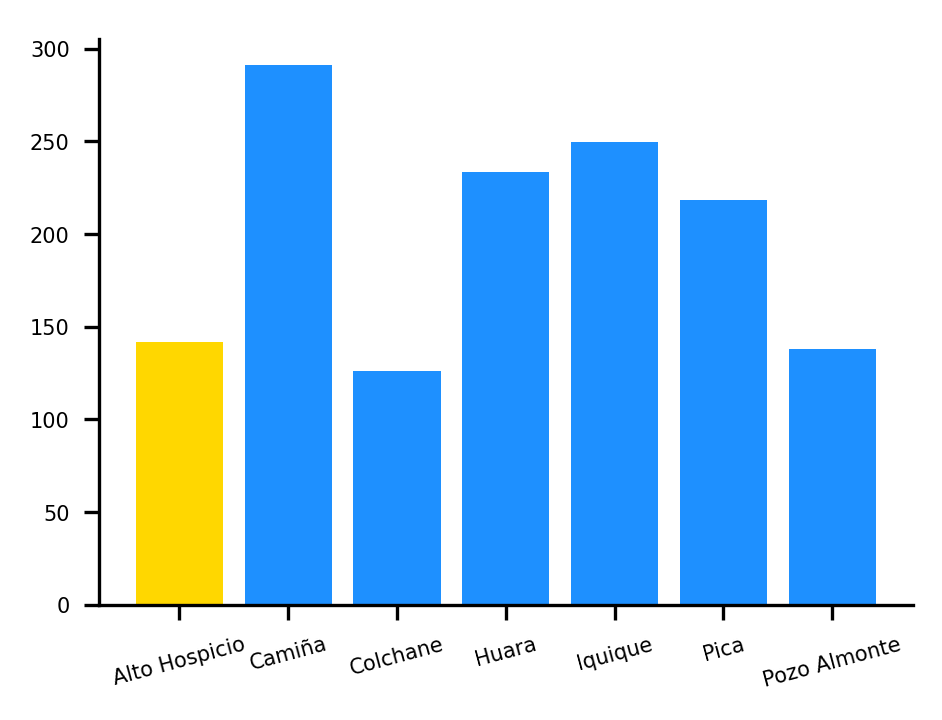 300
250
200
150
100
50
0
Alto Hospicio
Camiña
Colchane
Huara
Iquique
Pica
Pozo Almonte